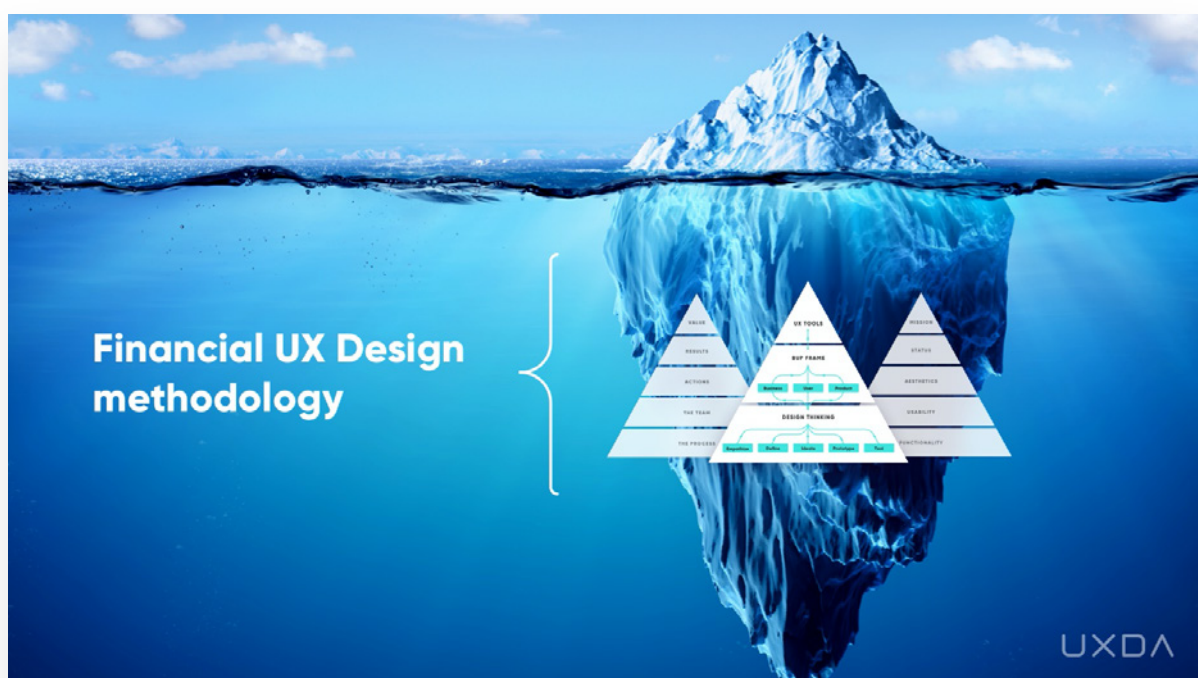 Financial UX Design
methodology
VALUE
RESULTS
ACTIONS
THE TEAM
THE PROCESS
UX TOOLS
BUF FRAME
Business
User
Product
DESIGN THINKING
Empathize
Define
Ideate
Prototype
Test
MISSION
STATUS
AESTHETICS
USABILITY
FUNCTIONALITY
UXDA